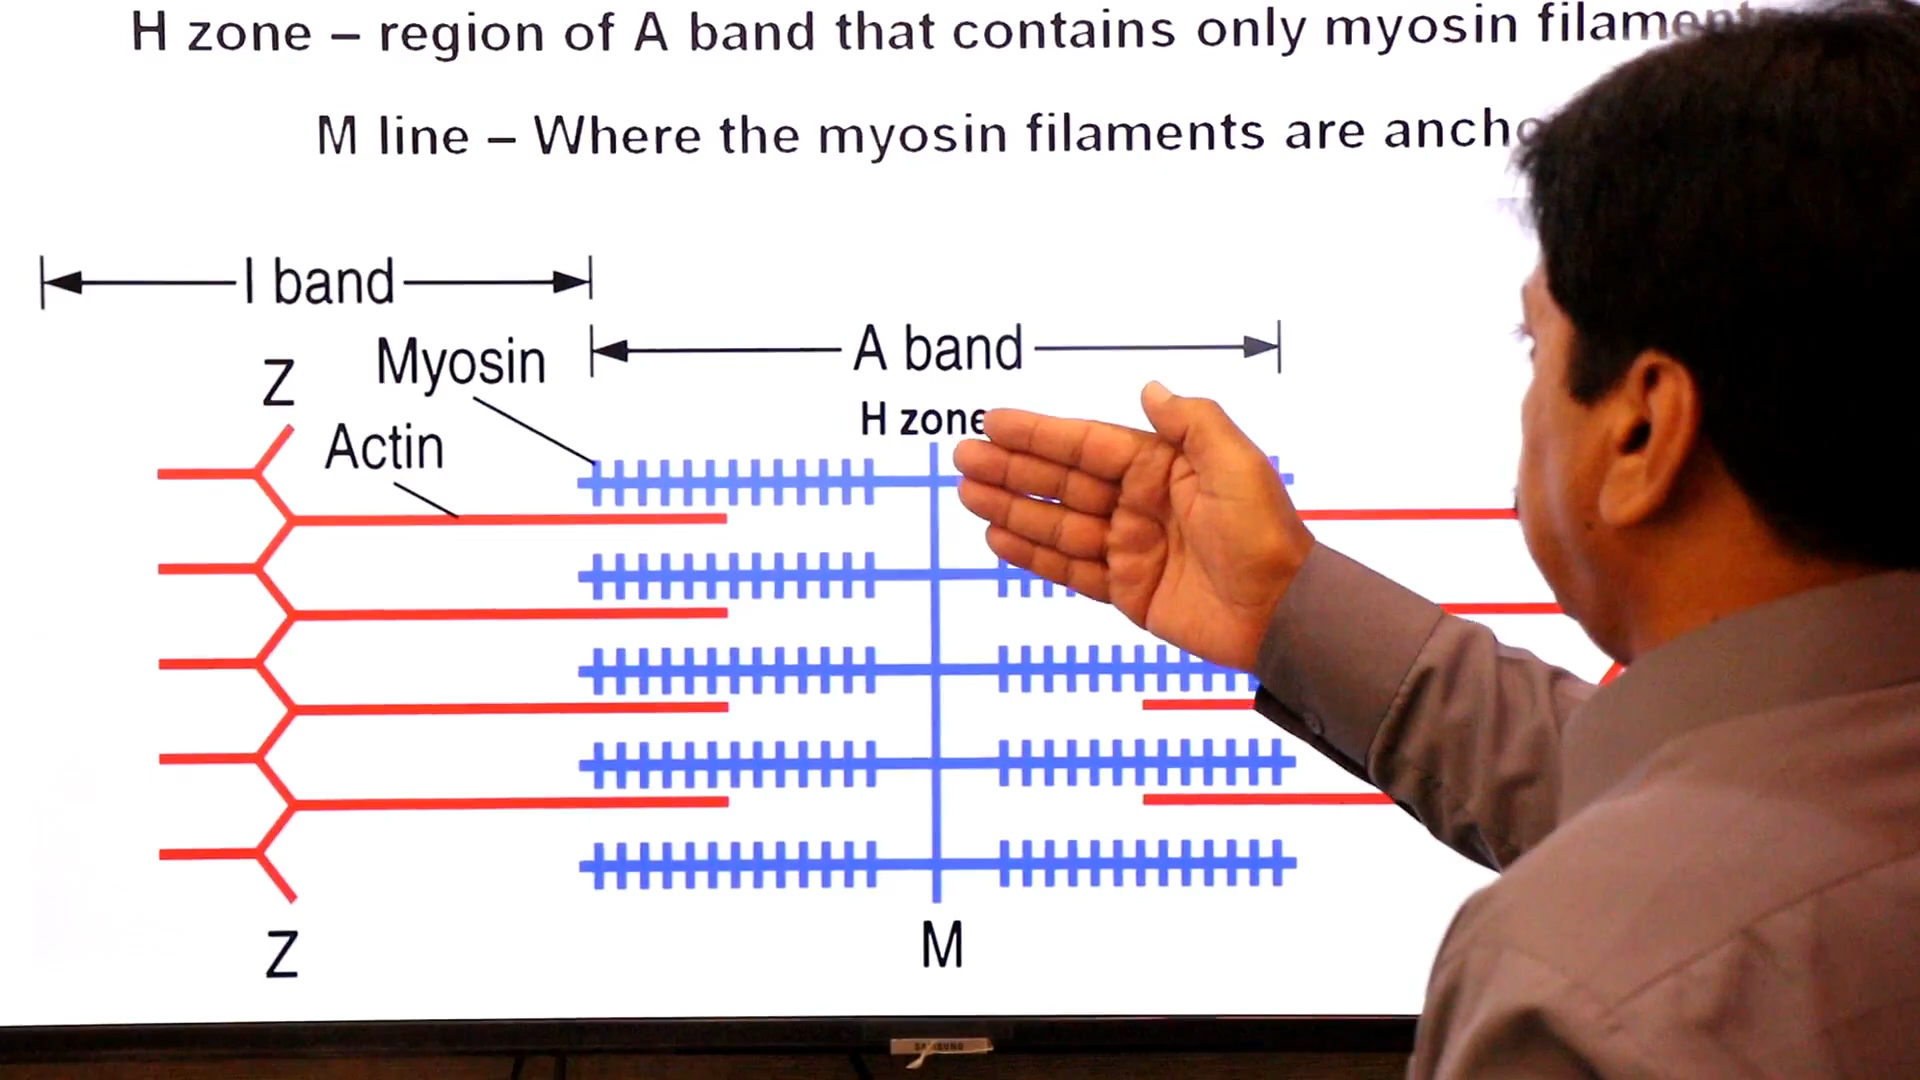 H zone – region of A band that contains only myosin
M line – Where the myosin filaments are
I band
A band
Z
Myosin
H zone
Actin
Z
M
SAMSUNG